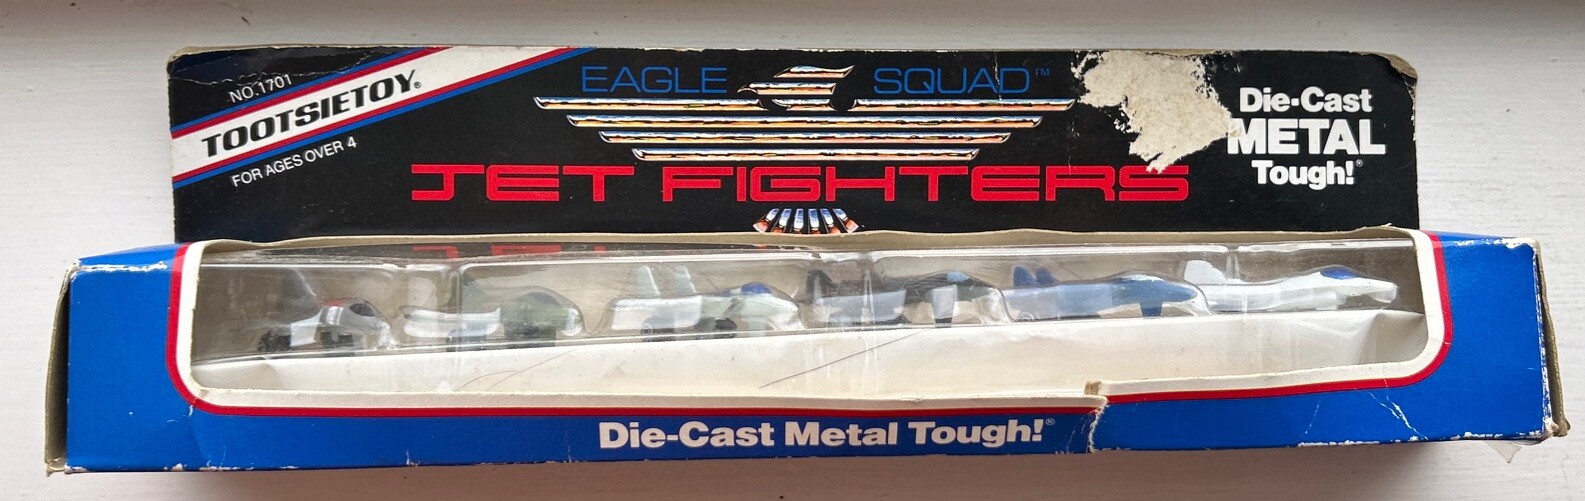 NO.1701
TOOTSIETOY®
FOR AGES OVER 4
EAGLE SQUAD™
JET FIGHTERS
Die-Cast
METAL
Tough!®
Die-Cast Metal Tough!®